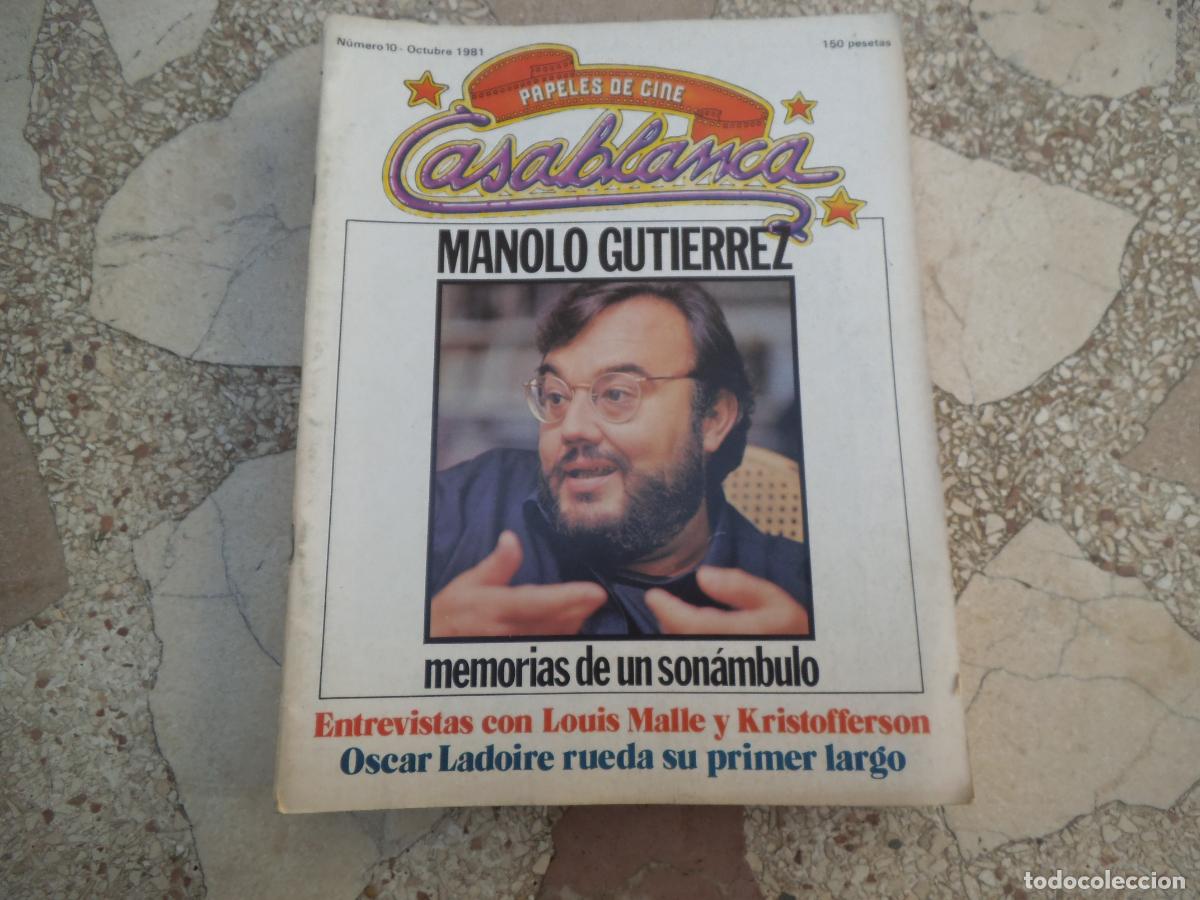 Número 10 - Octubre 1981
150 pesetas
PAPELES DE CINE
Casablanca
MANOLO GUTIERREZ
memorias de un sonámbulo
Entrevistas con Louis Malle y Kristofferson
Oscar Ladoire rueda su primer largo
todocoleccion